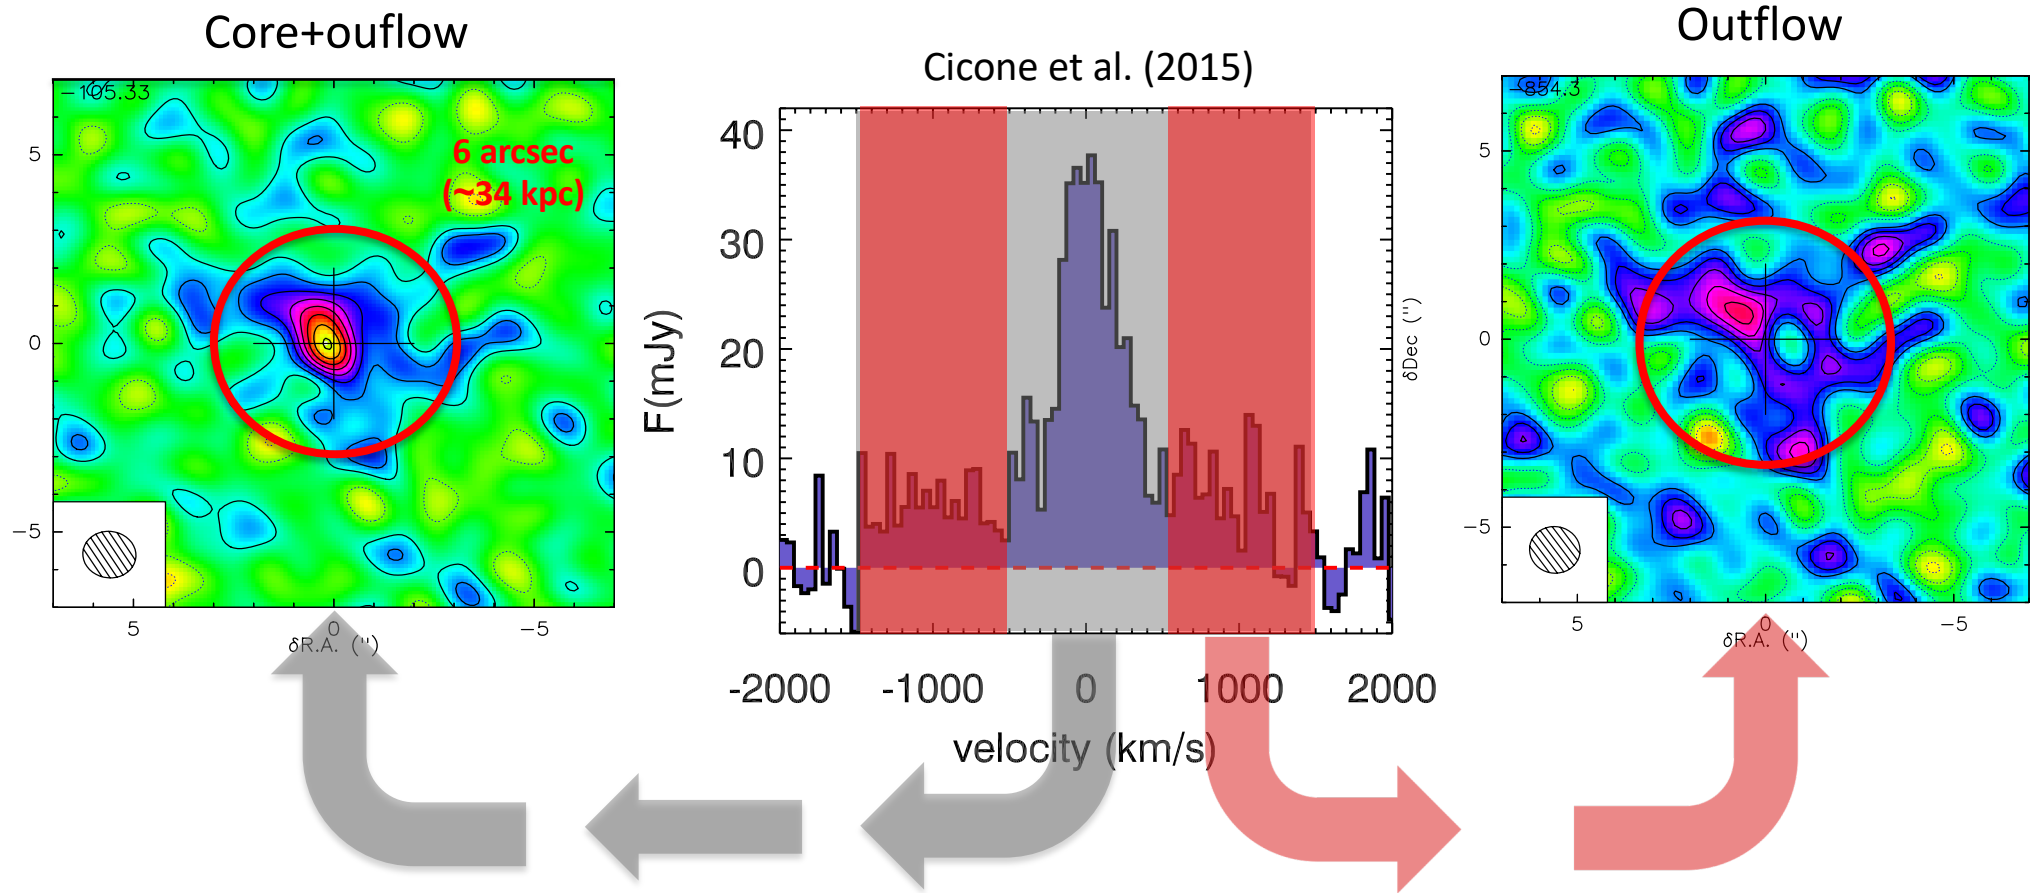 Core+ouflow
Cicone et al. (2015)
Outflow
−105.33
6 arcsec
(~34 kpc)
5
0
−5
5
0
−5
δR.A. (")
F(mJy)
40
30
20
10
0
-2000
-1000
0
1000
2000
velocity (km/s)
−854.3
δDec (")
5
0
−5
5
0
−5
δR.A. (")